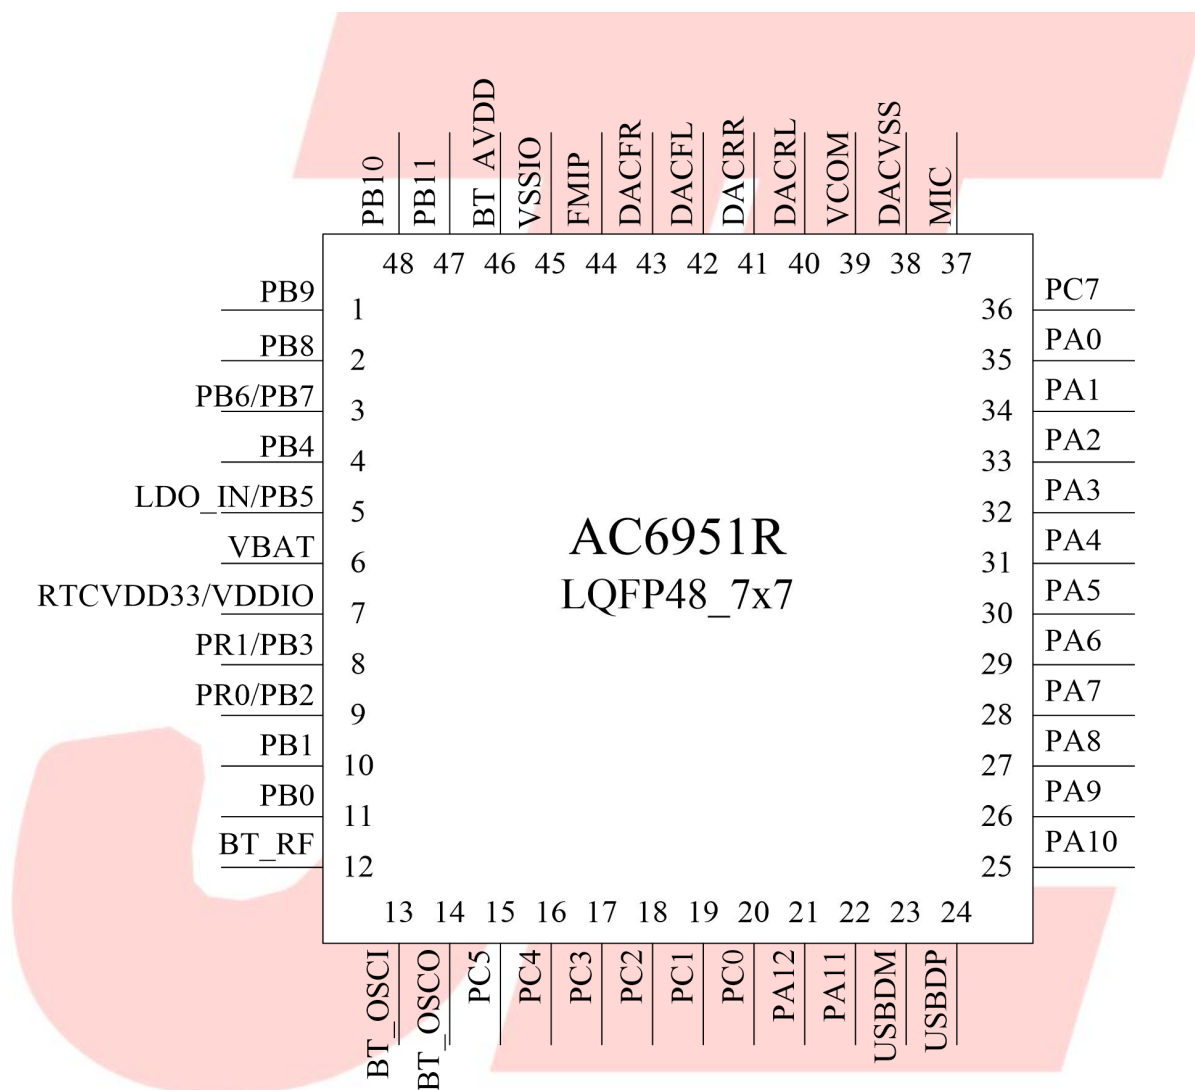 PB10
PB11
BT_AVDD
VSSIO
FMIP
DACFR
DACFL
DACRR
DACRL
VCOM
DACVSS
MIC
48 47 46 45 44 43 42 41 40 39 38 37
PB9 1
PB8 2
PB6/PB7 3
PB4 4
LDO_IN/PB5 5
VBAT 6
RTCVDD33/VDDIO 7
PR1/PB3 8
PR0/PB2 9
PB1 10
PB0 11
BT_RF 12
AC6951R
LQFP48_7x7
36 PC7
35 PA0
34 PA1
33 PA2
32 PA3
31 PA4
30 PA5
29 PA6
28 PA7
27 PA8
26 PA9
25 PA10
13 14 15 16 17 18 19 20 21 22 23 24
BT_OSCI
BT_OSCO
PC5
PC4
PC3
PC2
PC1
PC0
PA12
PA11
USBDM
USBDP